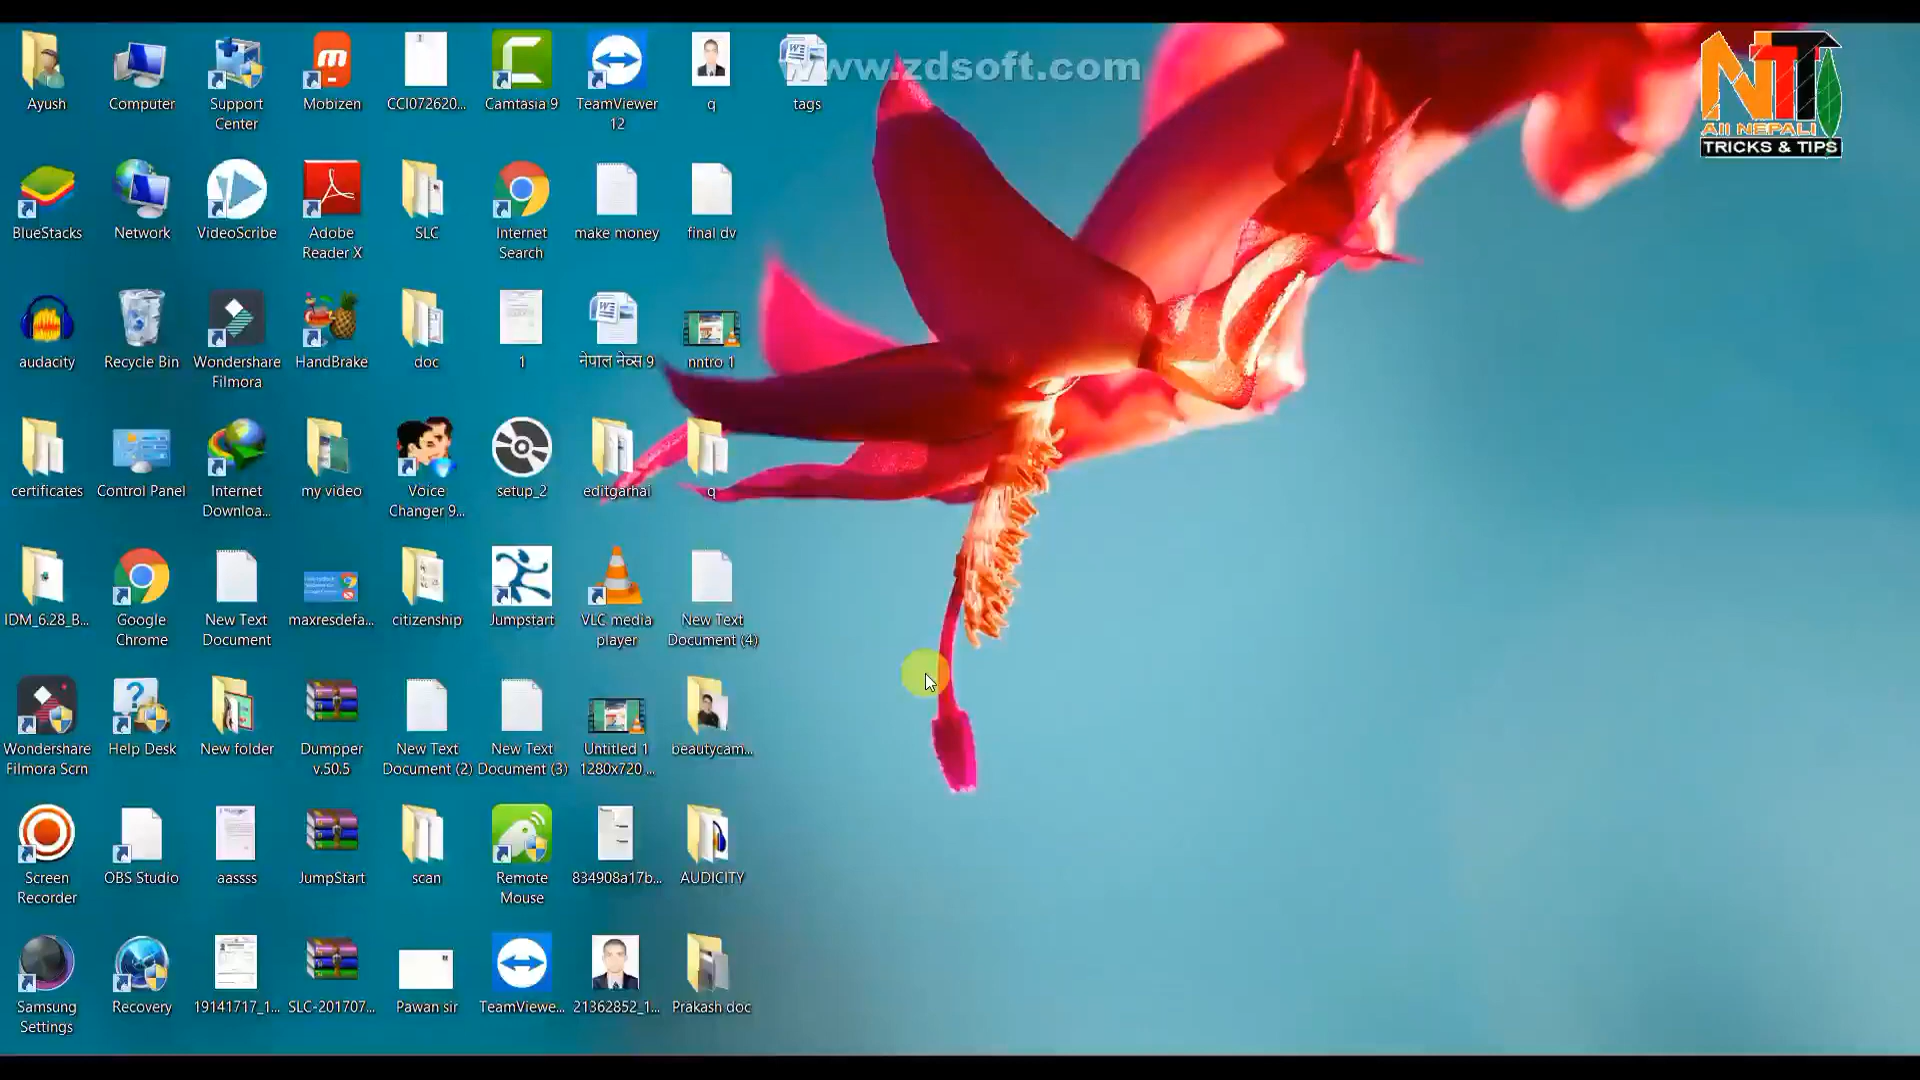 Ayush
Computer
Support
Center
Mobizen
CCI072620...
Camtasia 9
TeamViewer
12
q
tags
www.zdsoft.com
NTT
All NEPALI
TRICKS & TIPS
BlueStacks
Network
VideoScribe
Adobe
Reader X
SLC
Internet
Search
make money
final dv
audacity
Recycle Bin
Wondershare
Filmora
HandBrake
doc
1
नेपाल नेव्स 9
nntro 1
certificates
Control Panel
Internet
Downloa...
my video
Voice
Changer 9...
setup_2
editgarhai
q
IDM_6.28_B...
Google
Chrome
New Text
Document
maxresdefa...
citizenship
Jumpstart
VLC media
player
New Text
Document (4)
Wondershare
Filmora Scrn
Help Desk
New folder
Dumpper
v.50.5
New Text
Document (2)
New Text
Document (3)
Untitled 1
1280x720 ...
beautycam...
Screen
Recorder
OBS Studio
aassss
JumpStart
scan
Remote
Mouse
834908a17b...
AUDICITY
Samsung
Settings
Recovery
19141717_1...
SLC-201707...
Pawan sir
TeamViewe...
21362852_1...
Prakash doc